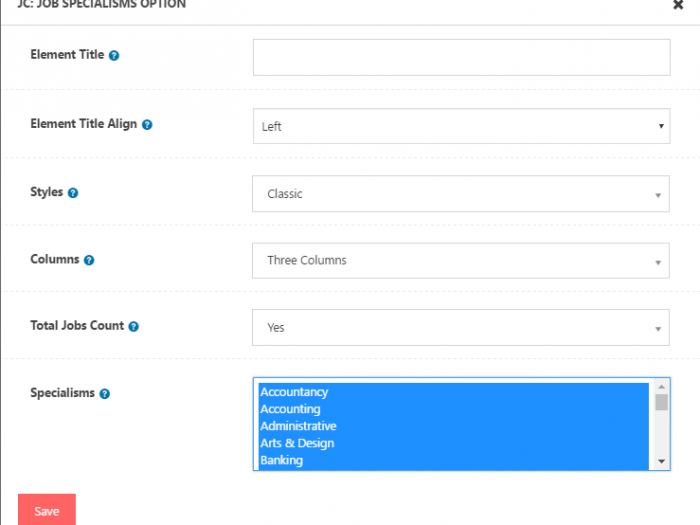 JC: JOB SPECIALISMS OPTION
Element Title
Element Title Align
Left
Styles
Classic
Columns
Three Columns
Total Jobs Count
Yes
Specialisms
Accountancy
Accounting
Administrative
Arts & Design
Banking
Save